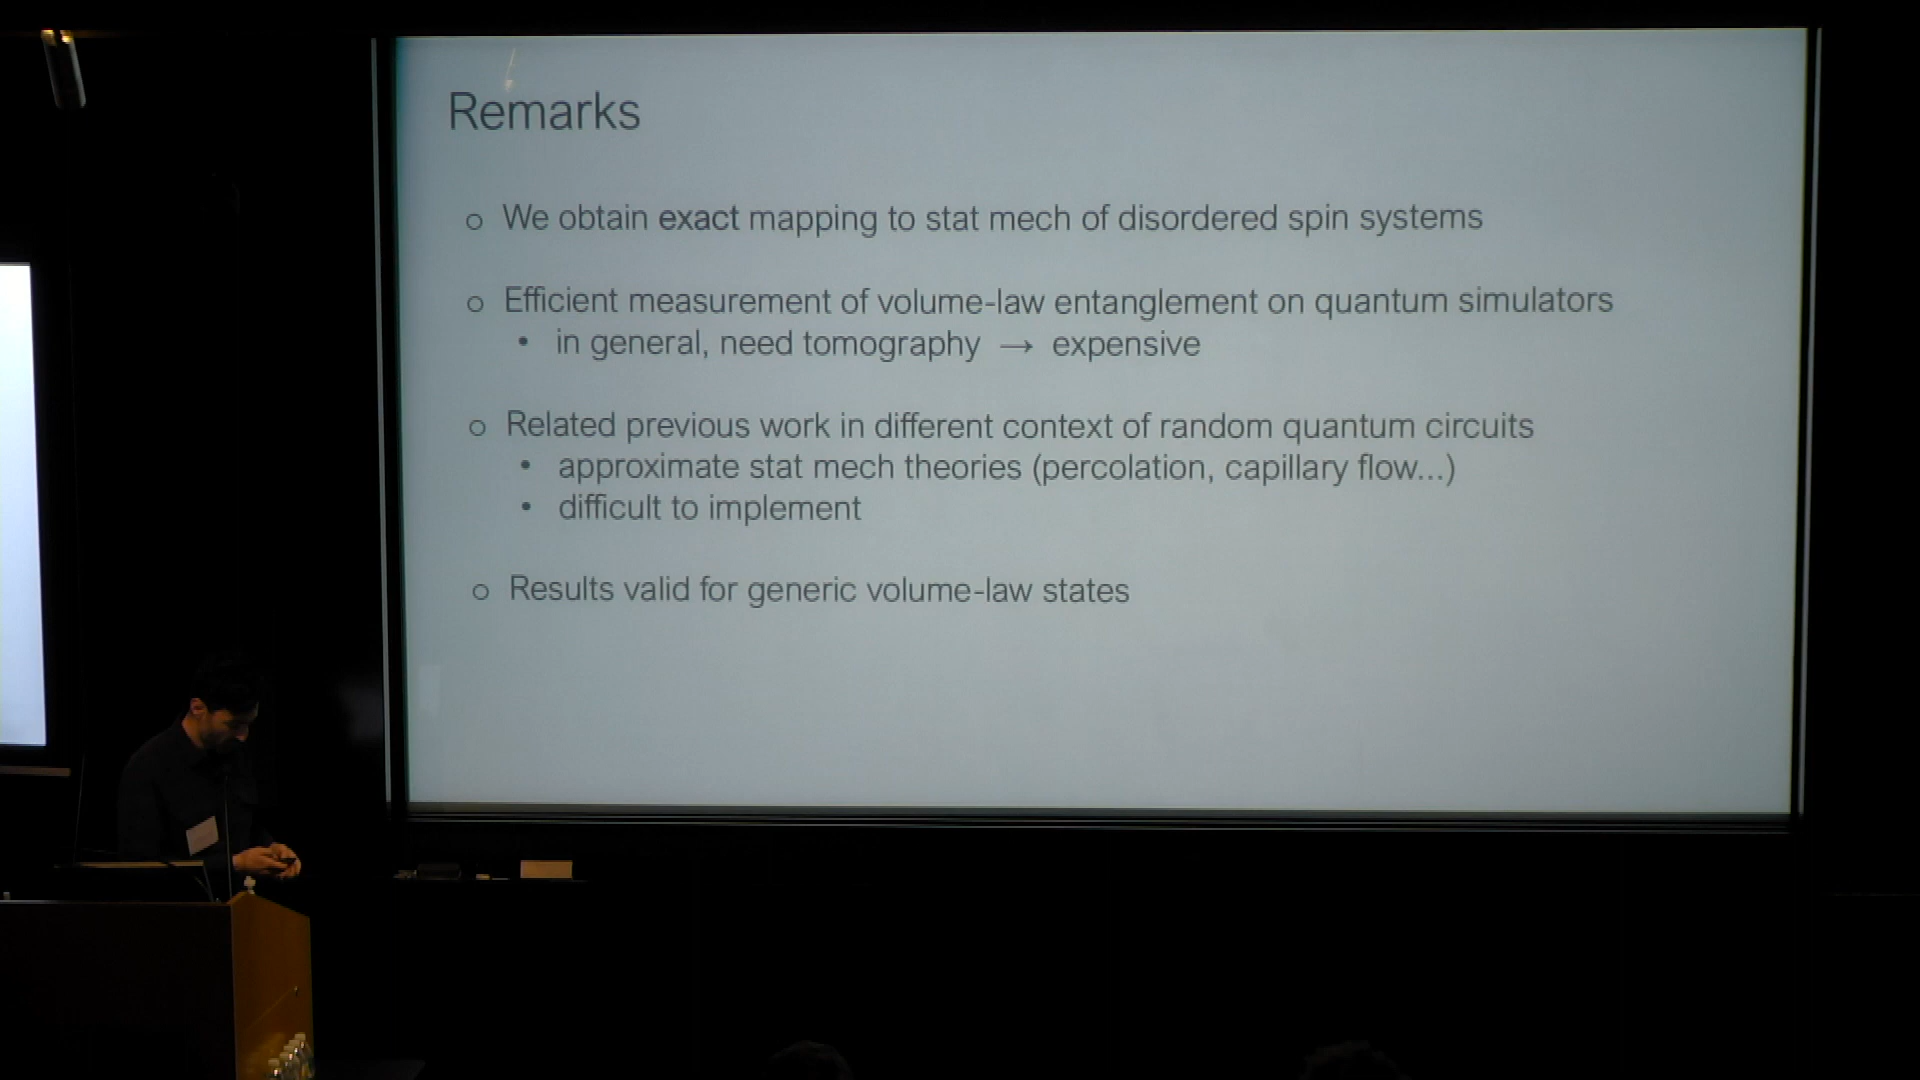 Remarks
○ We obtain exact mapping to stat mech of disordered spin systems
○ Efficient measurement of volume-law entanglement on quantum simulators
• in general, need tomography → expensive
○ Related previous work in different context of random quantum circuits
• approximate stat mech theories (percolation, capillary flow...)
• difficult to implement
○ Results valid for generic volume-law states